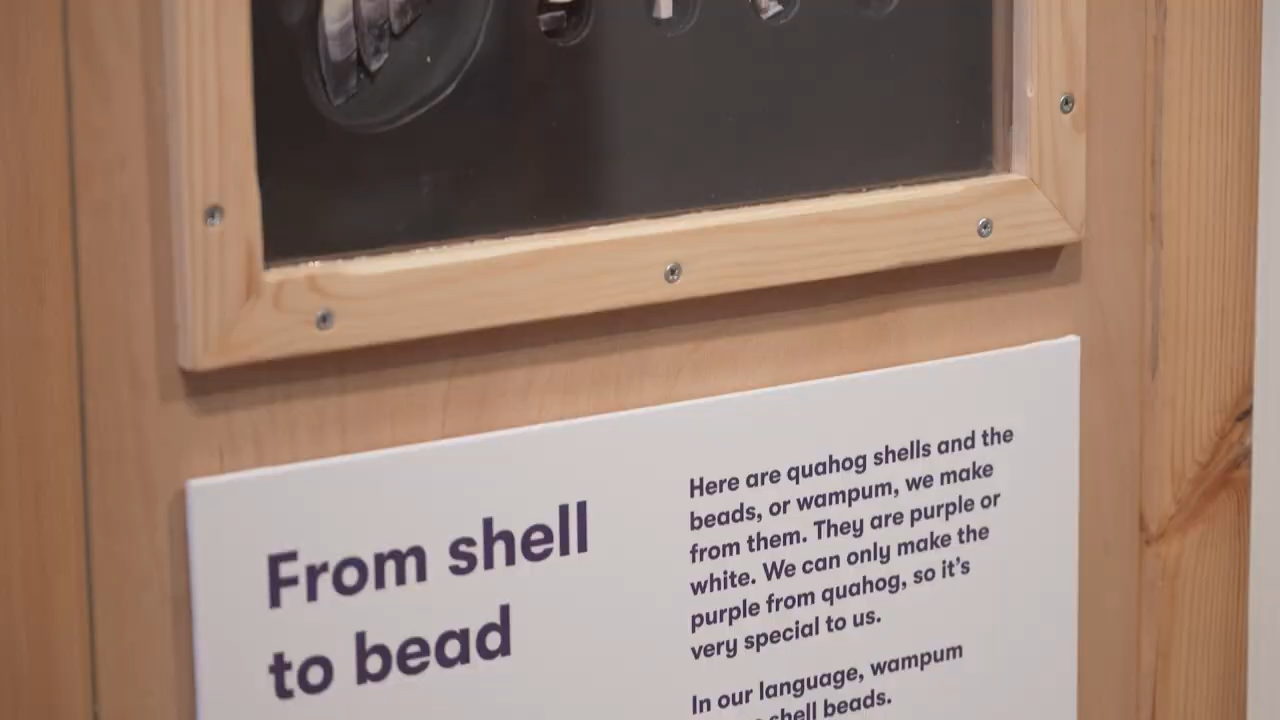 From shell
to bead
Here are quahog shells and the
beads, or wampum, we make
from them. They are purple or
white. We can only make the
purple from quahog, so it’s
very special to us.
In our language, wampum
shell beads.